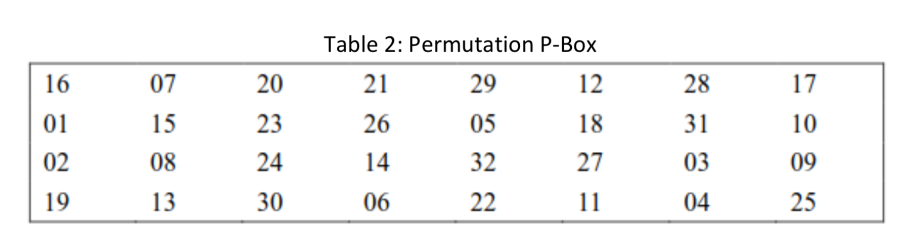 Table 2: Permutation P-Box
16 07 20 21 29 12 28 17
01 15 23 26 05 18 31 10
02 08 24 14 32 27 03 09
19 13 30 06 22 11 04 25